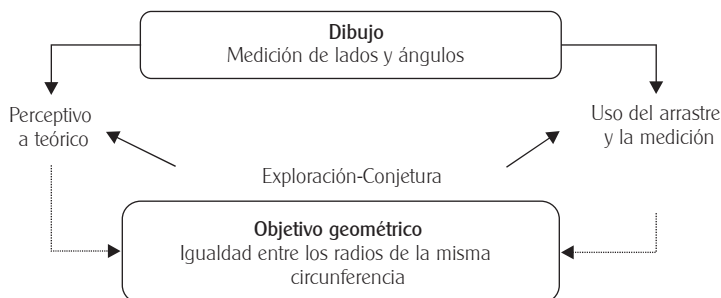 Dibujo
Medición de lados y ángulos
Perceptivo
a teórico
Uso del arrastre
y la medición
Exploración-Conjetura
Objetivo geométrico
Igualdad entre los radios de la misma
circunferencia